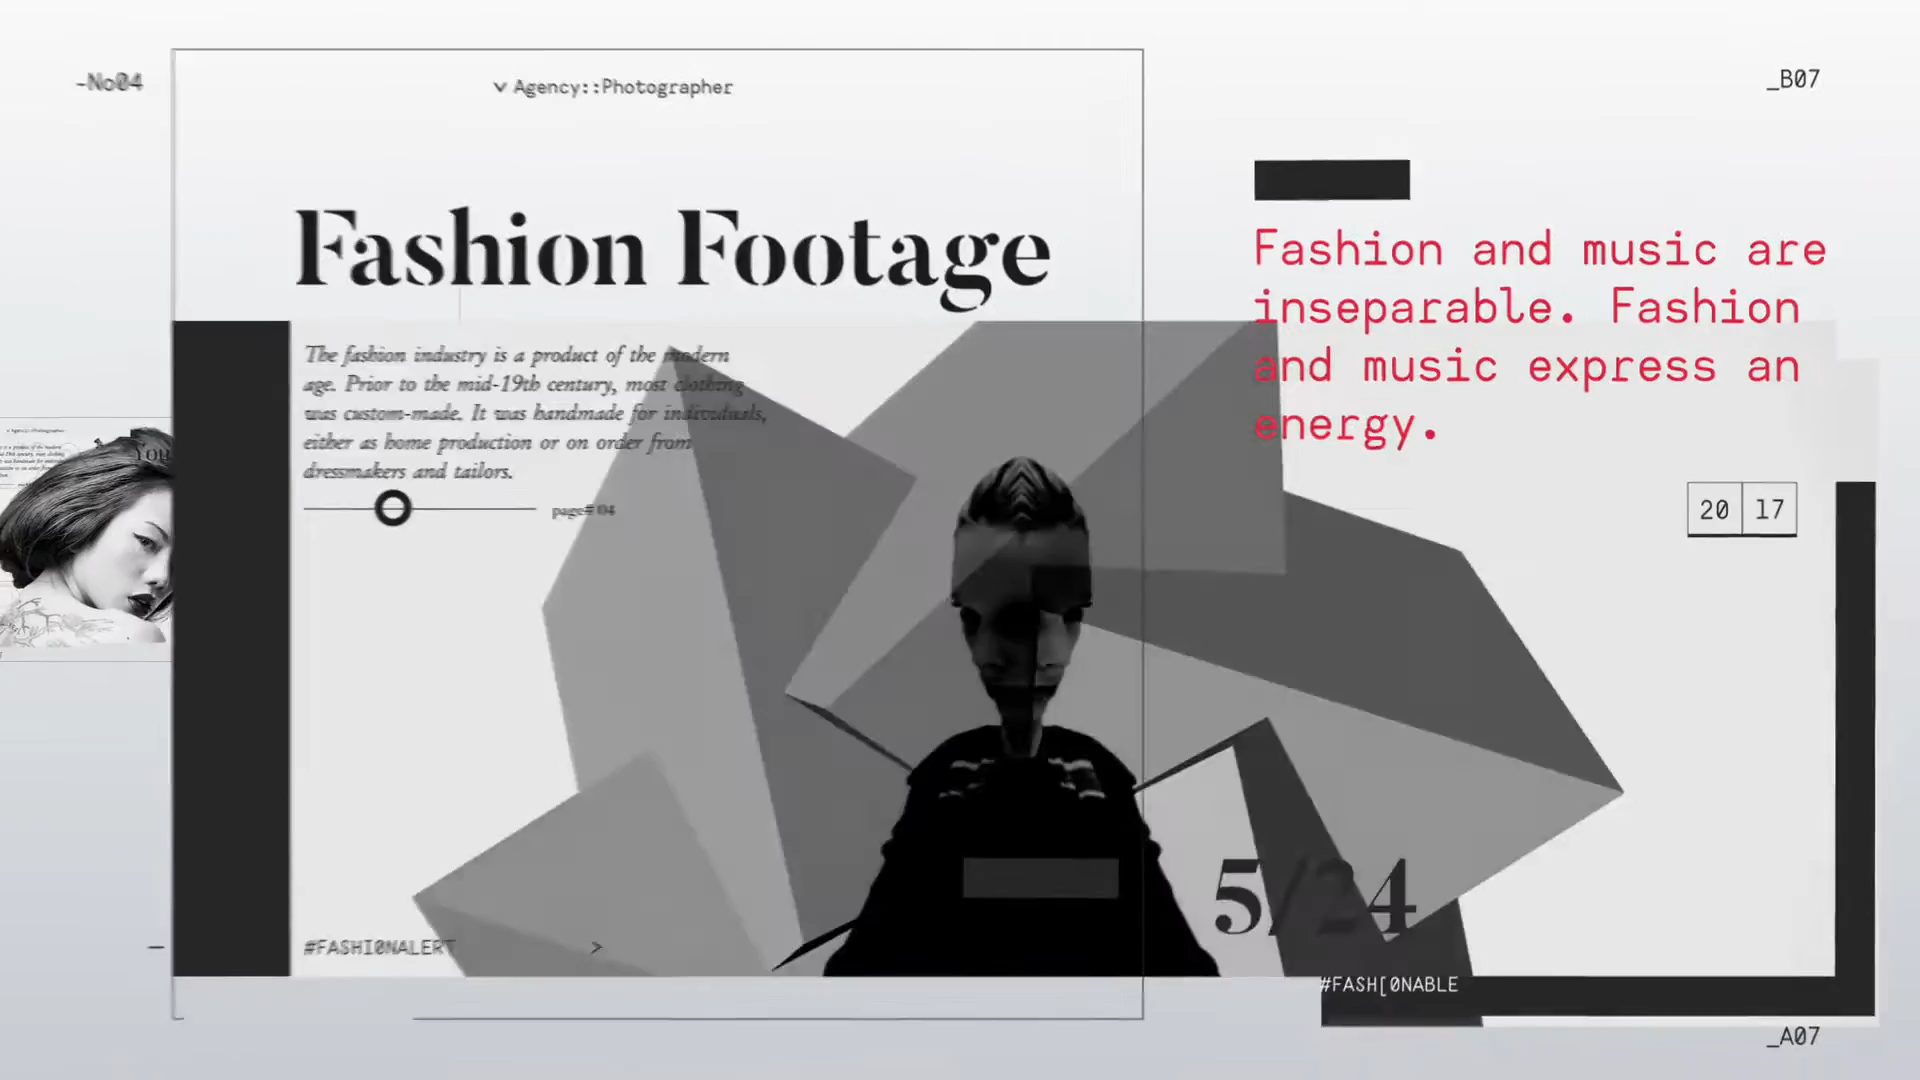 -No04
v Agency::Photographer
_B07
Fashion Footage
Fashion and music are
inseparable. Fashion
and music express an
energy.
The fashion industry is a product of the modern
age. Prior to the mid-19th century, most clothing
was custom-made. It was handmade for individuals,
either as home production or on order from
dressmakers and tailors.
page# 04
20 17
You
5/24
#FASHI0NALERT >
#FASH[0NABLE
_A07